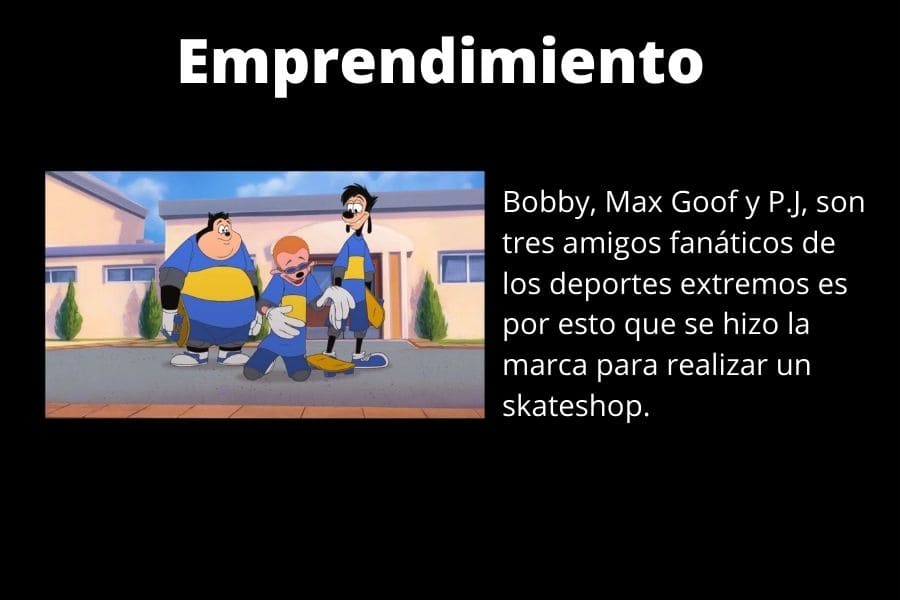 Emprendimiento
Bobby, Max Goof y P.J, son
tres amigos fanáticos de
los deportes extremos es
por esto que se hizo la
marca para realizar un
skateshop.